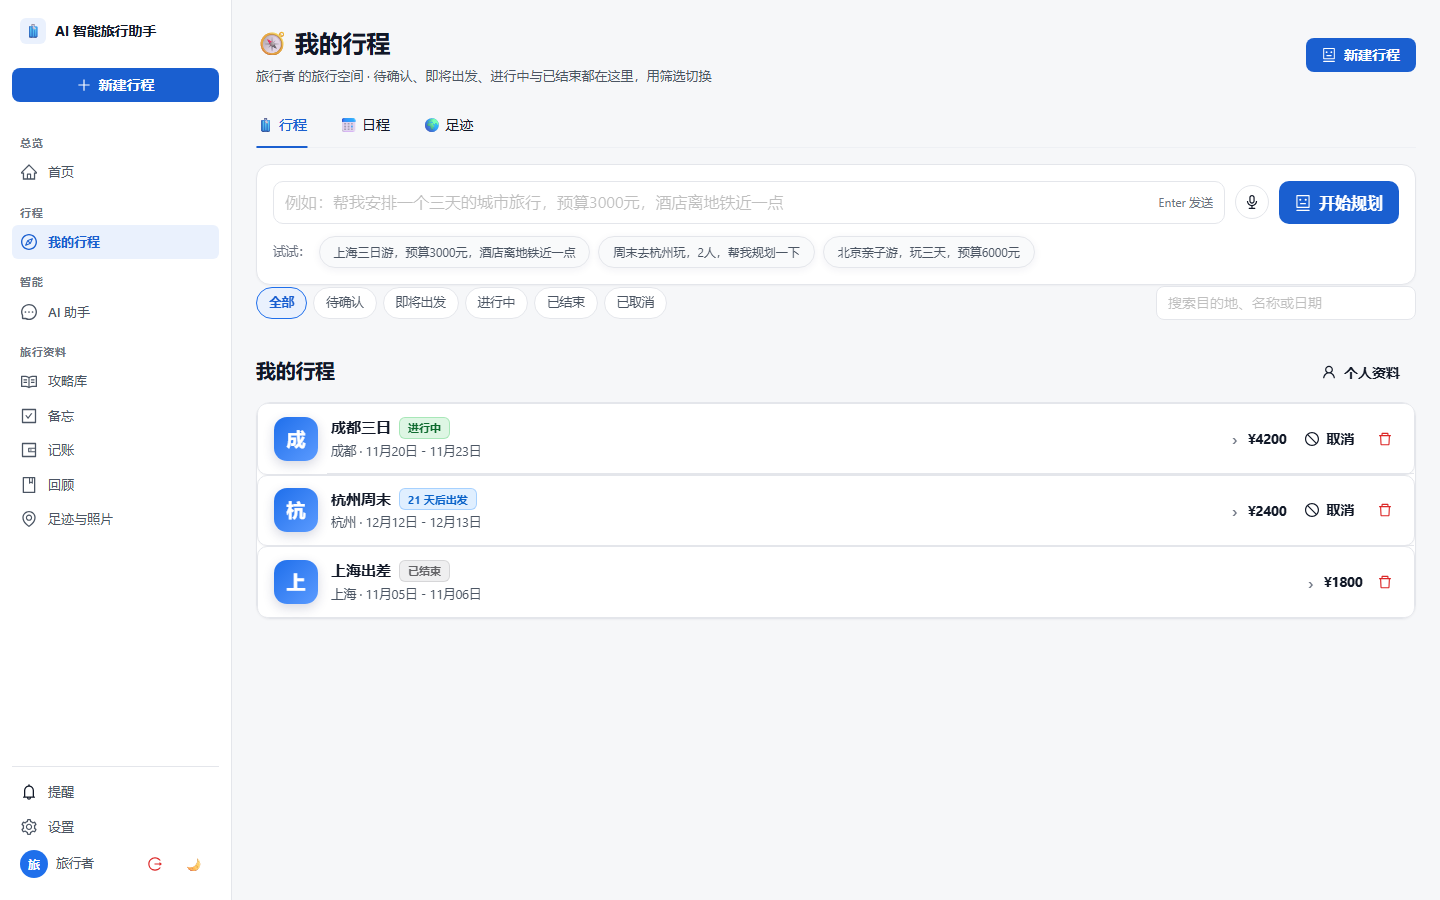 AI 智能旅行助手
新建行程
总览
首页
行程
我的行程
智能
AI 助手
旅行资料
攻略库
备忘
记账
回顾
足迹与照片
提醒
设置
旅 旅行者
我的行程
旅行者 的旅行空间 · 待确认、即将出发、进行中与已结束都在这里，用筛选切换
新建行程
行程 日程 足迹
例如：帮我安排一个三天的城市旅行，预算3000元，酒店离地铁近一点 Enter 发送 开始规划
试试： 上海三日游，预算3000元，酒店离地铁近一点 周末去杭州玩，2人，帮我规划一下 北京亲子游，玩三天，预算6000元
全部 待确认 即将出发 进行中 已结束 已取消 搜索目的地、名称或日期
我的行程 个人资料
成 成都三日 进行中
成都 · 11月20日 - 11月23日
› ¥4200 取消
杭 杭州周末 21 天后出发
杭州 · 12月12日 - 12月13日
› ¥2400 取消
上 上海出差 已结束
上海 · 11月05日 - 11月06日
› ¥1800